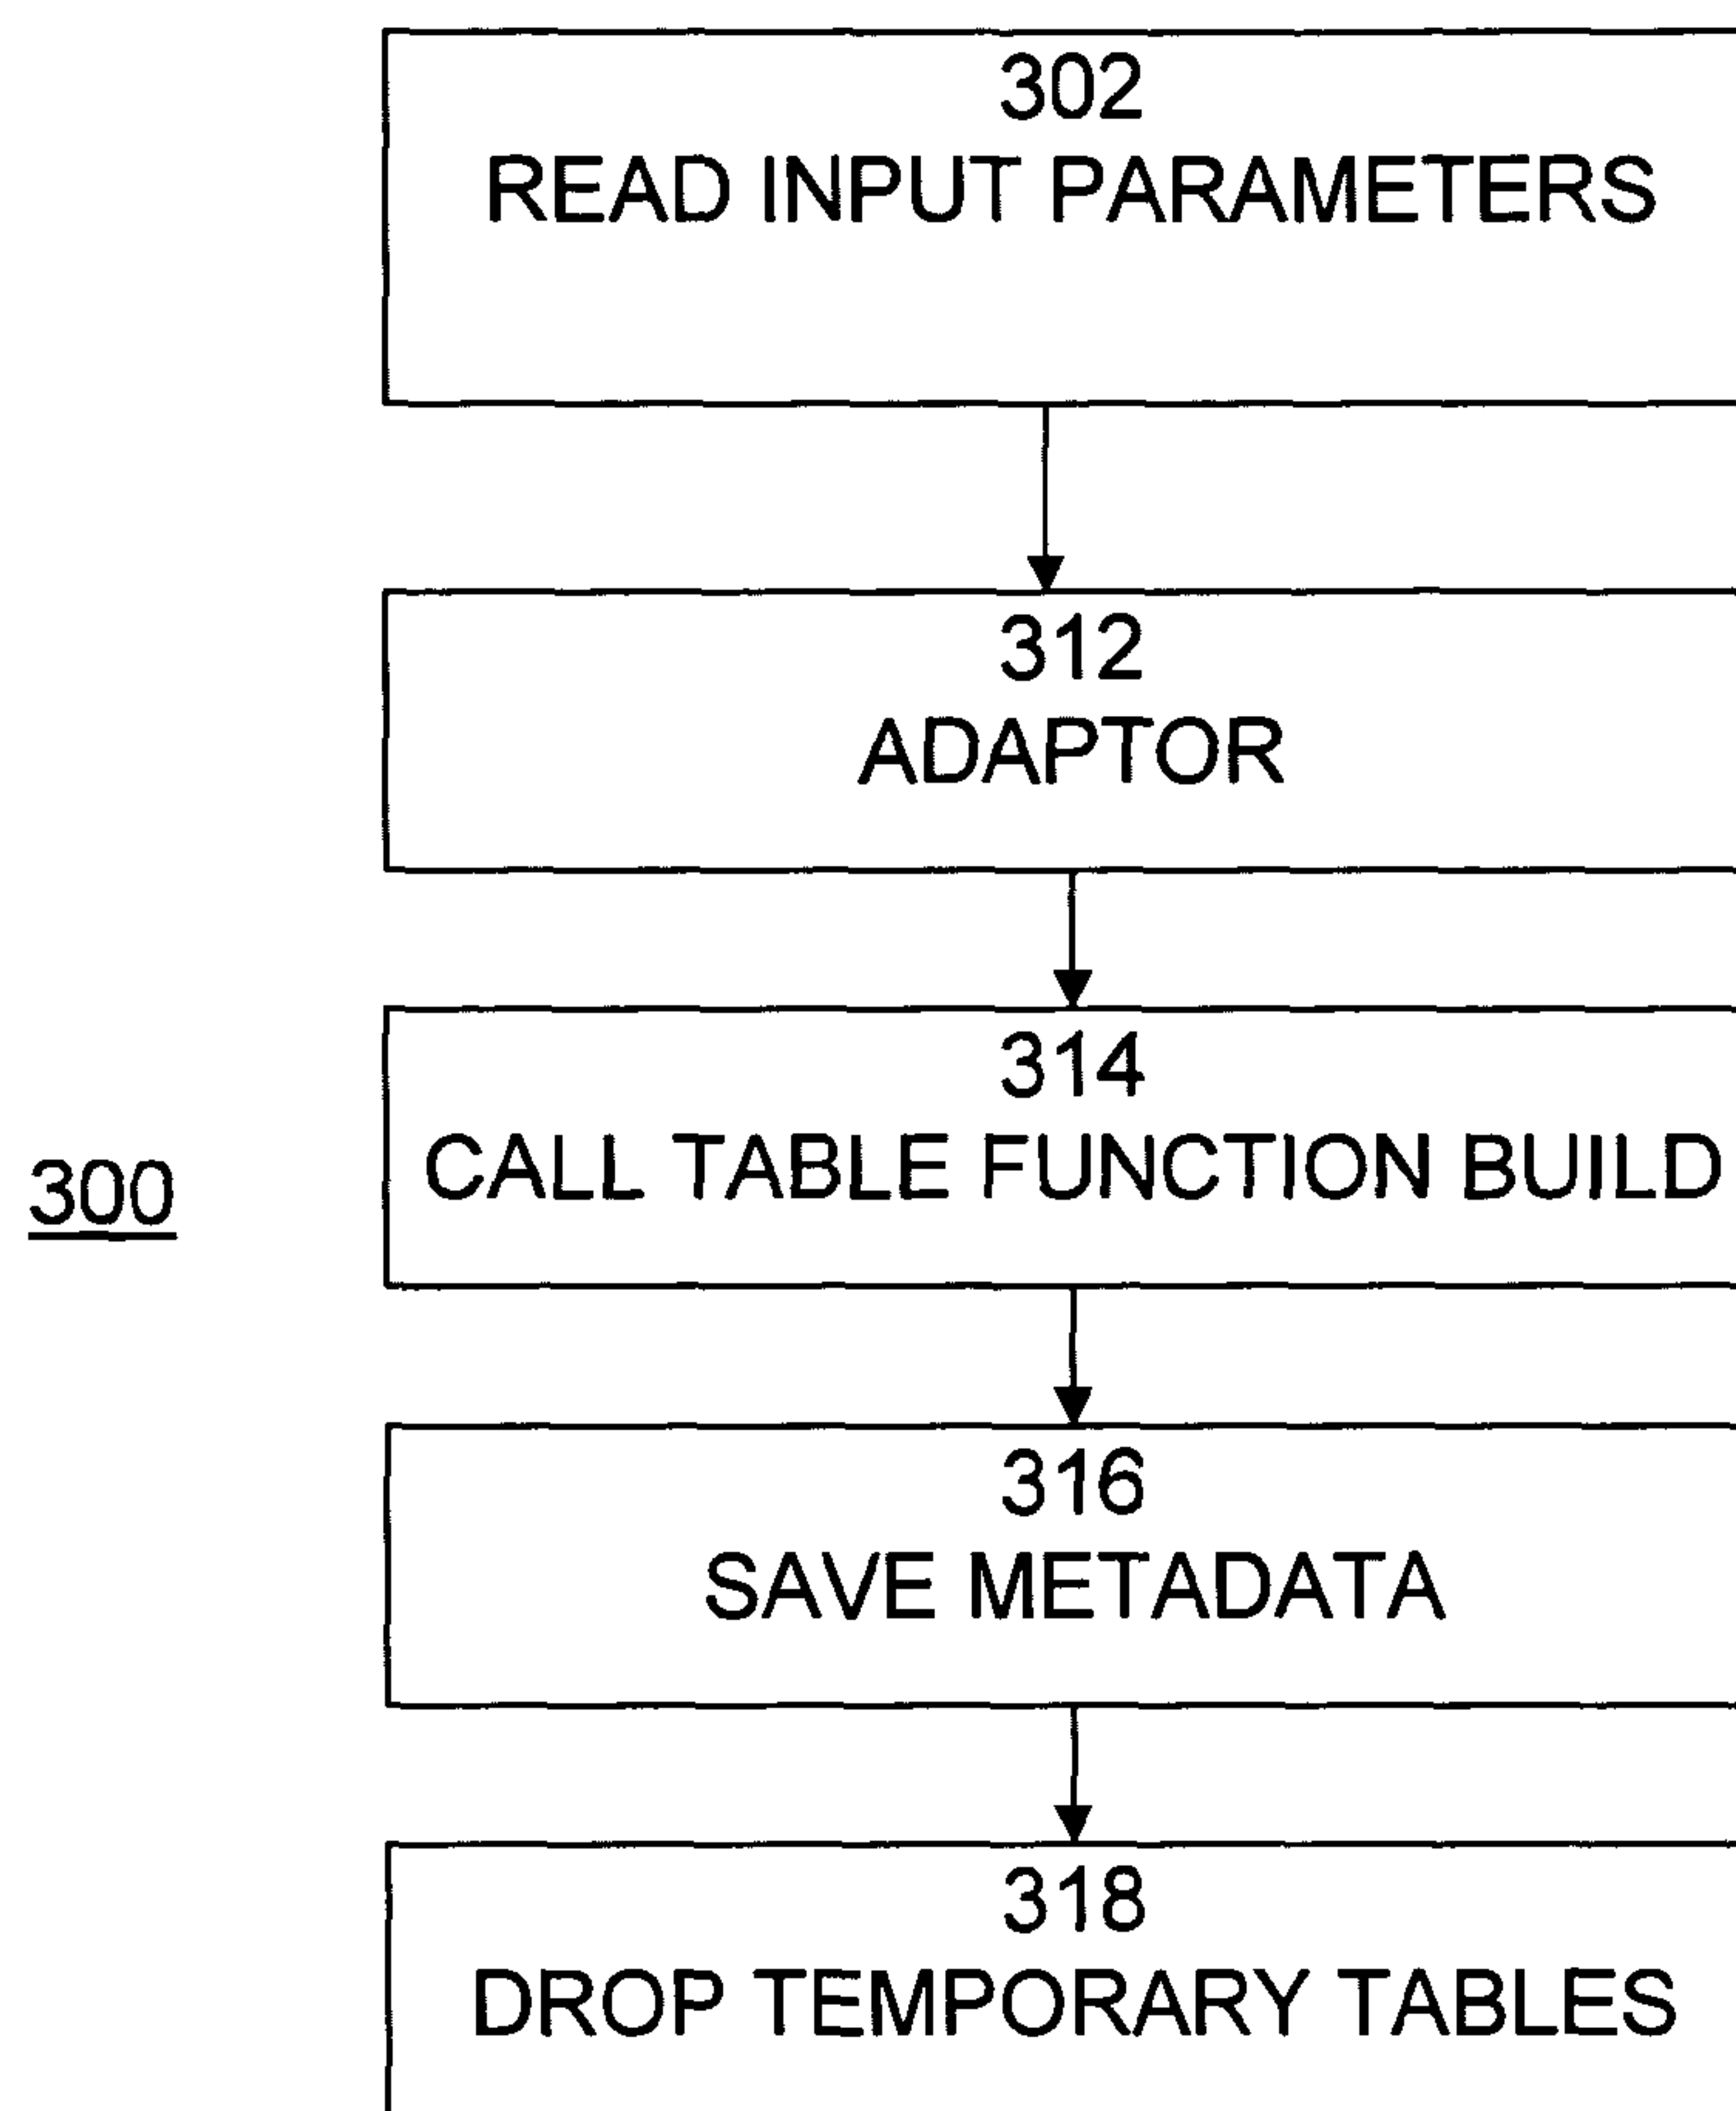 302
READ INPUT PARAMETERS
312
ADAPTOR
314
CALL TABLE FUNCTION BUILD
300
316
SAVE METADATA
318
DROP TEMPORARY TABLES